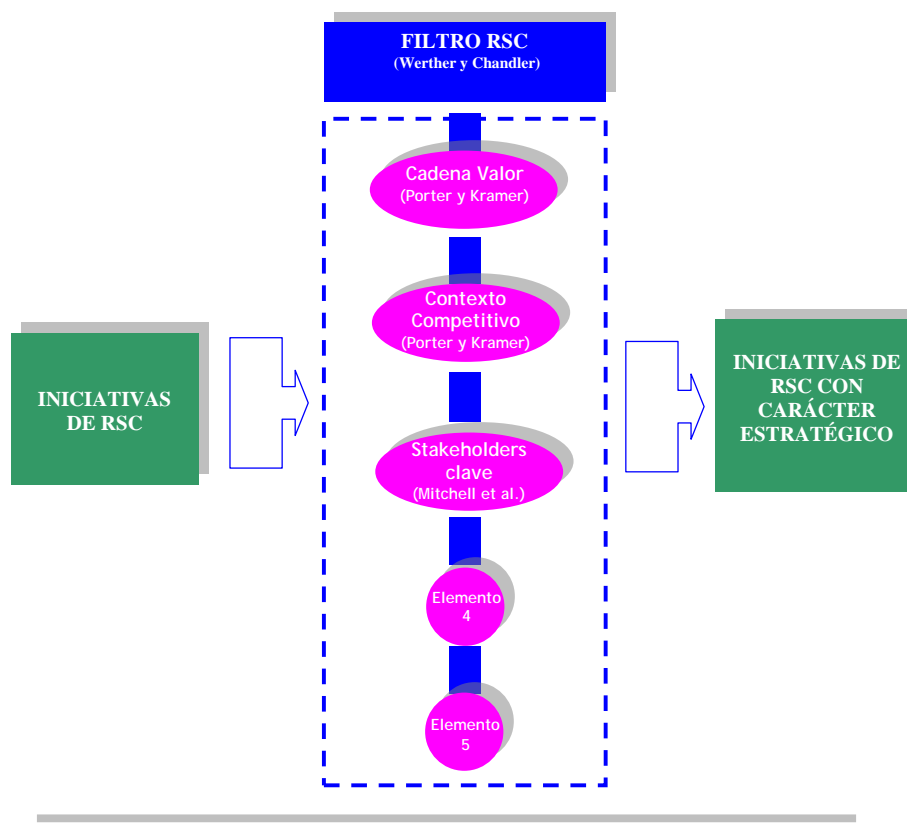 FILTRO RSC
(Werther y Chandler)
Cadena Valor
(Porter y Kramer)
Contexto
Competitivo
(Porter y Kramer)
Stakeholders
clave
(Mitchell et al.)
Elemento
4
Elemento
5
INICIATIVAS
DE RSC
INICIATIVAS DE
RSC CON
CARÁCTER
ESTRATÉGICO